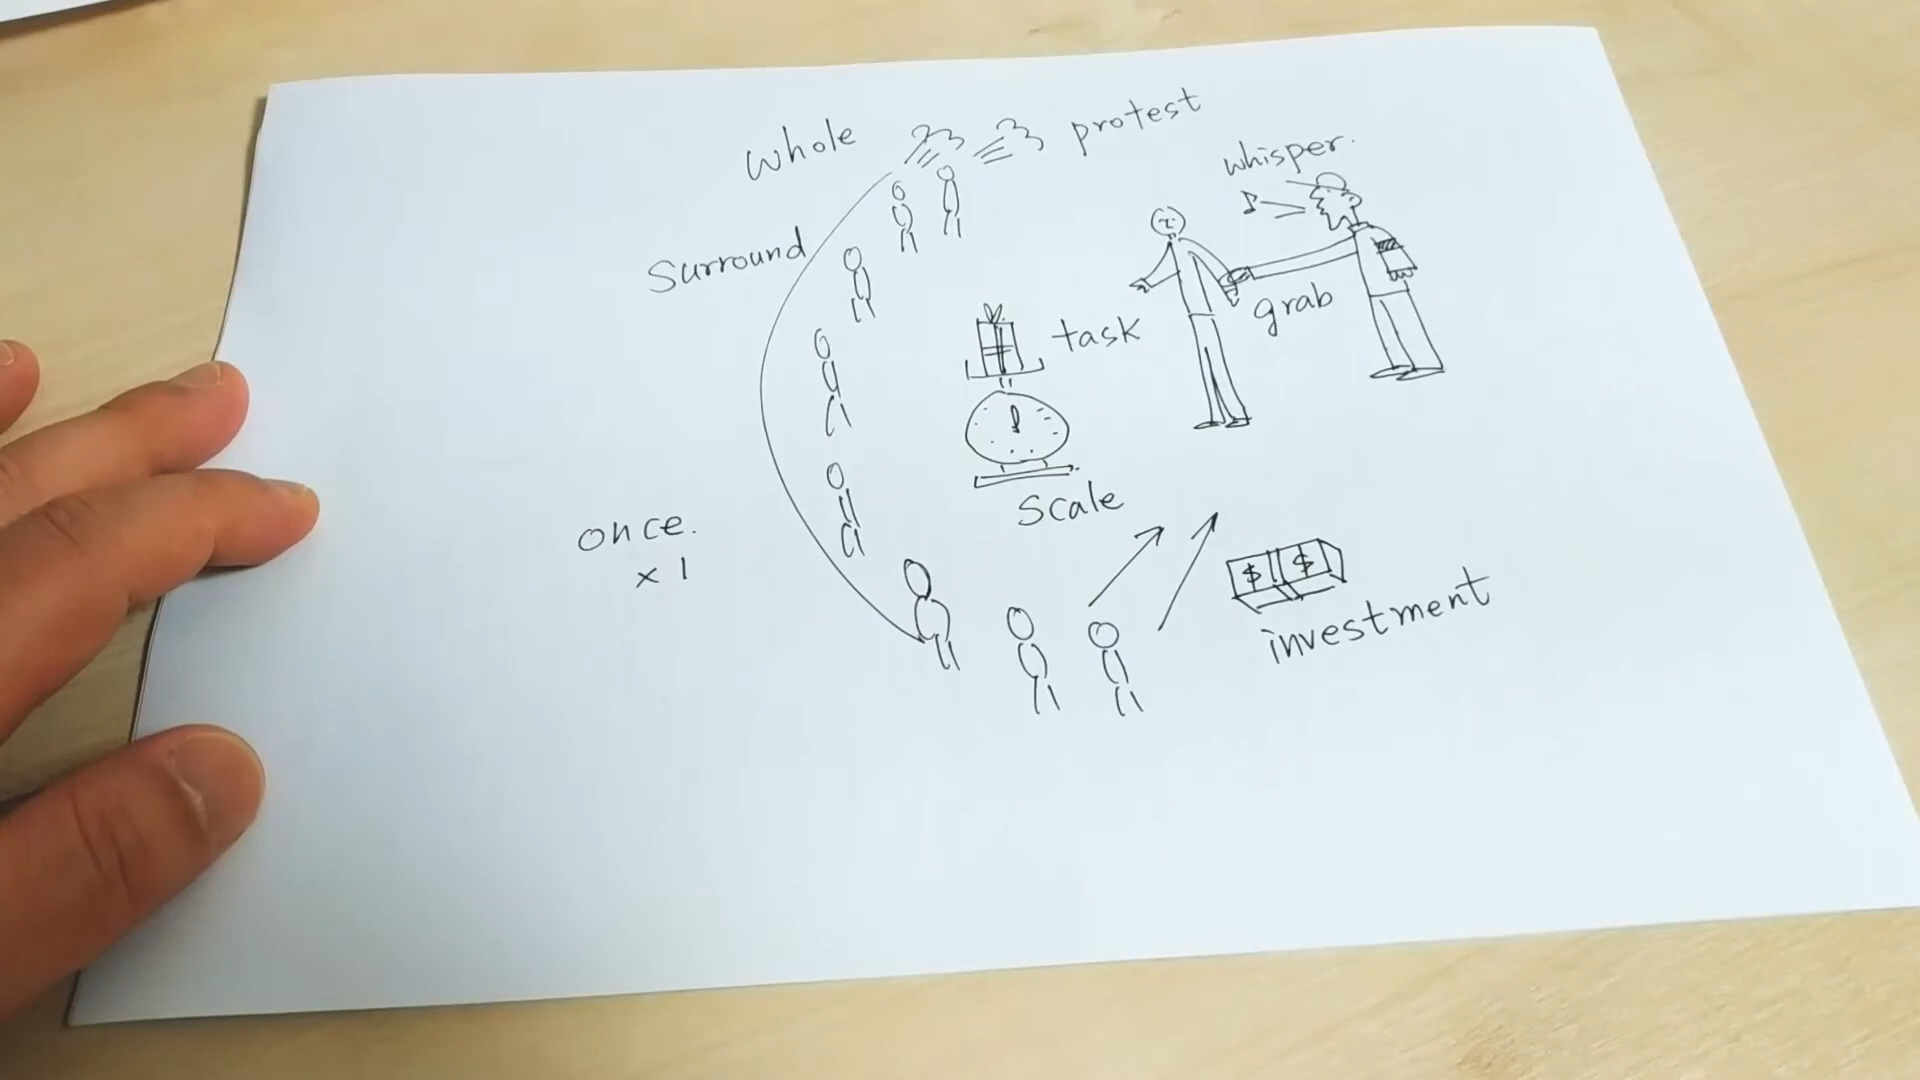 whole
protest
whisper.
Surround
grab
task
Scale
once.
x 1
$ $
investment